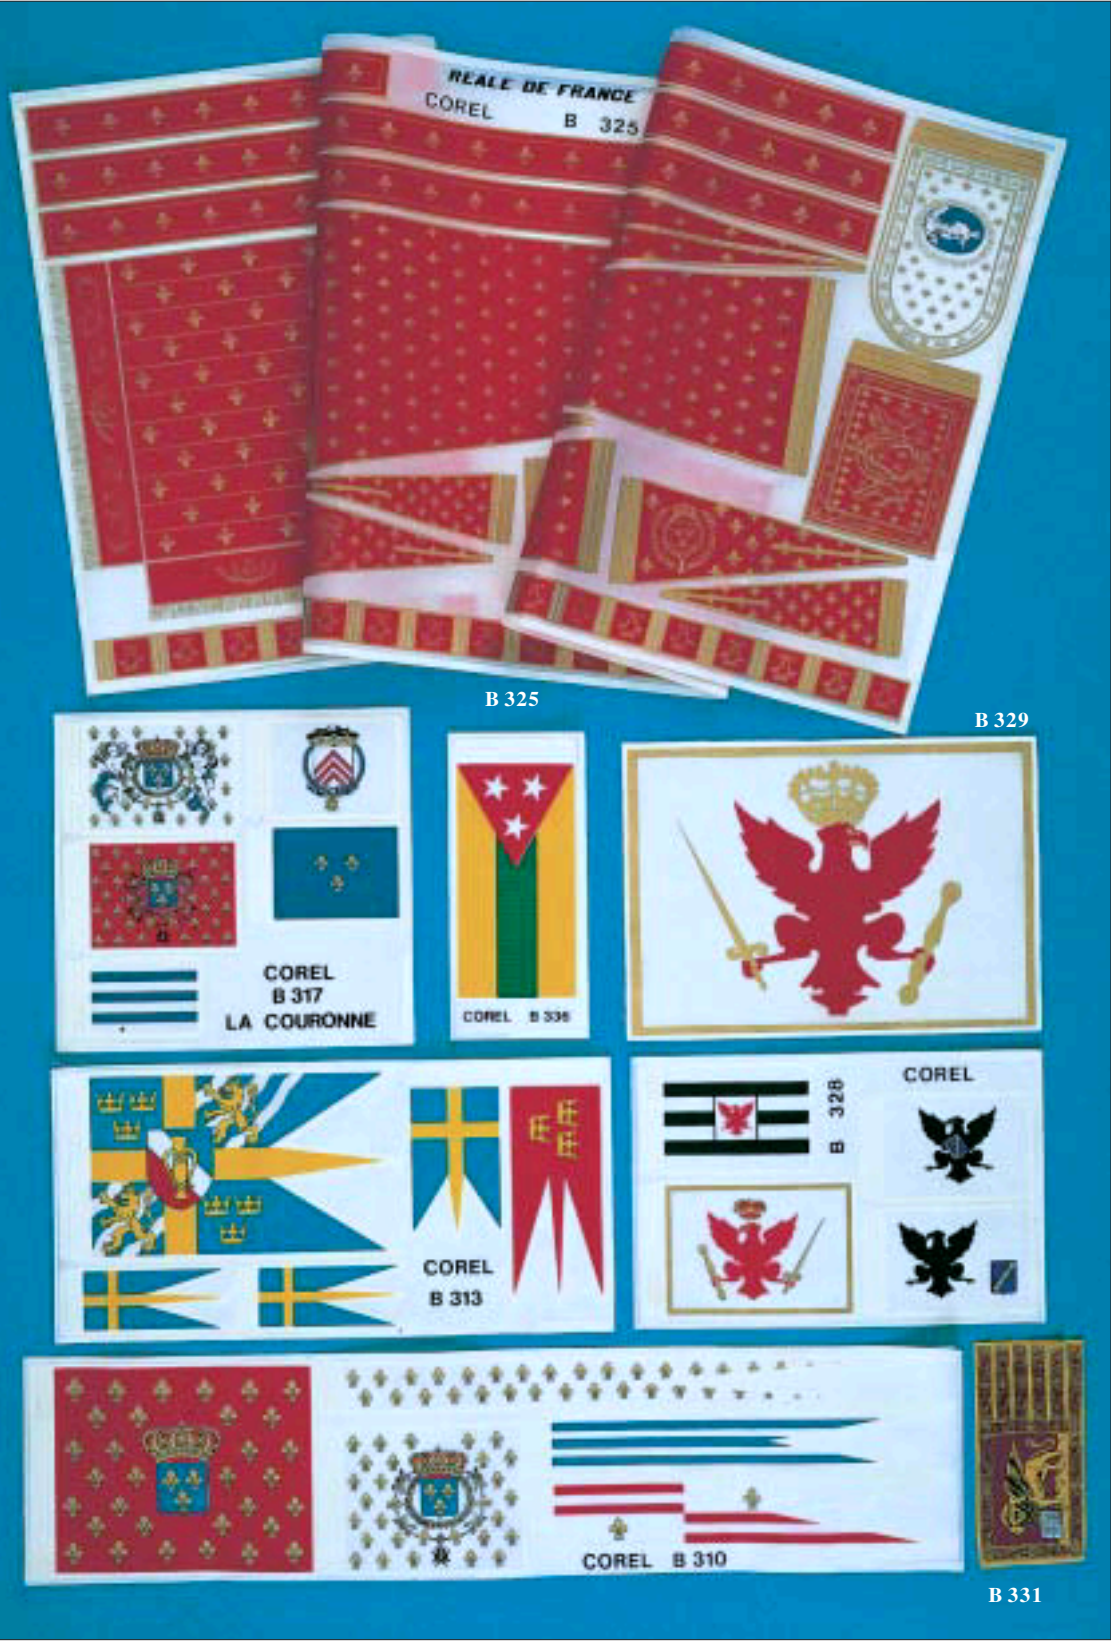 REALE DE FRANCE
COREL B 325
B 325
B 329
COREL
B 317
LA COURONNE
COREL B 336
COREL
B 328
COREL
B 313
COREL B 310
B 331